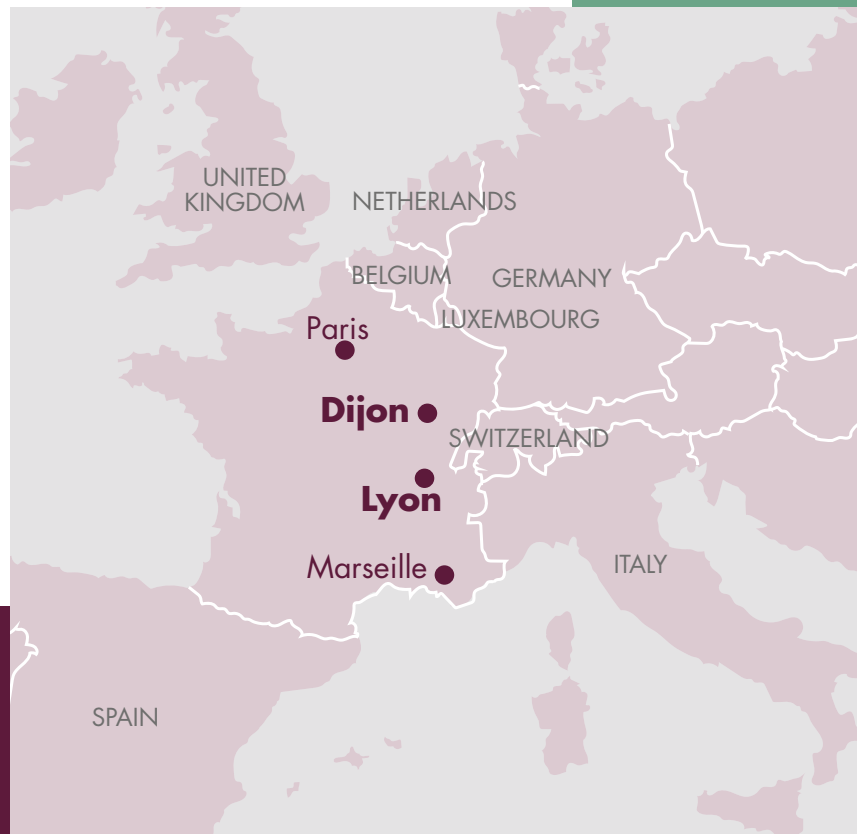 UNITED
KINGDOM
NETHERLANDS
BELGIUM
GERMANY
LUXEMBOURG
Paris
Dijon
SWITZERLAND
Lyon
Marseille
ITALY
SPAIN